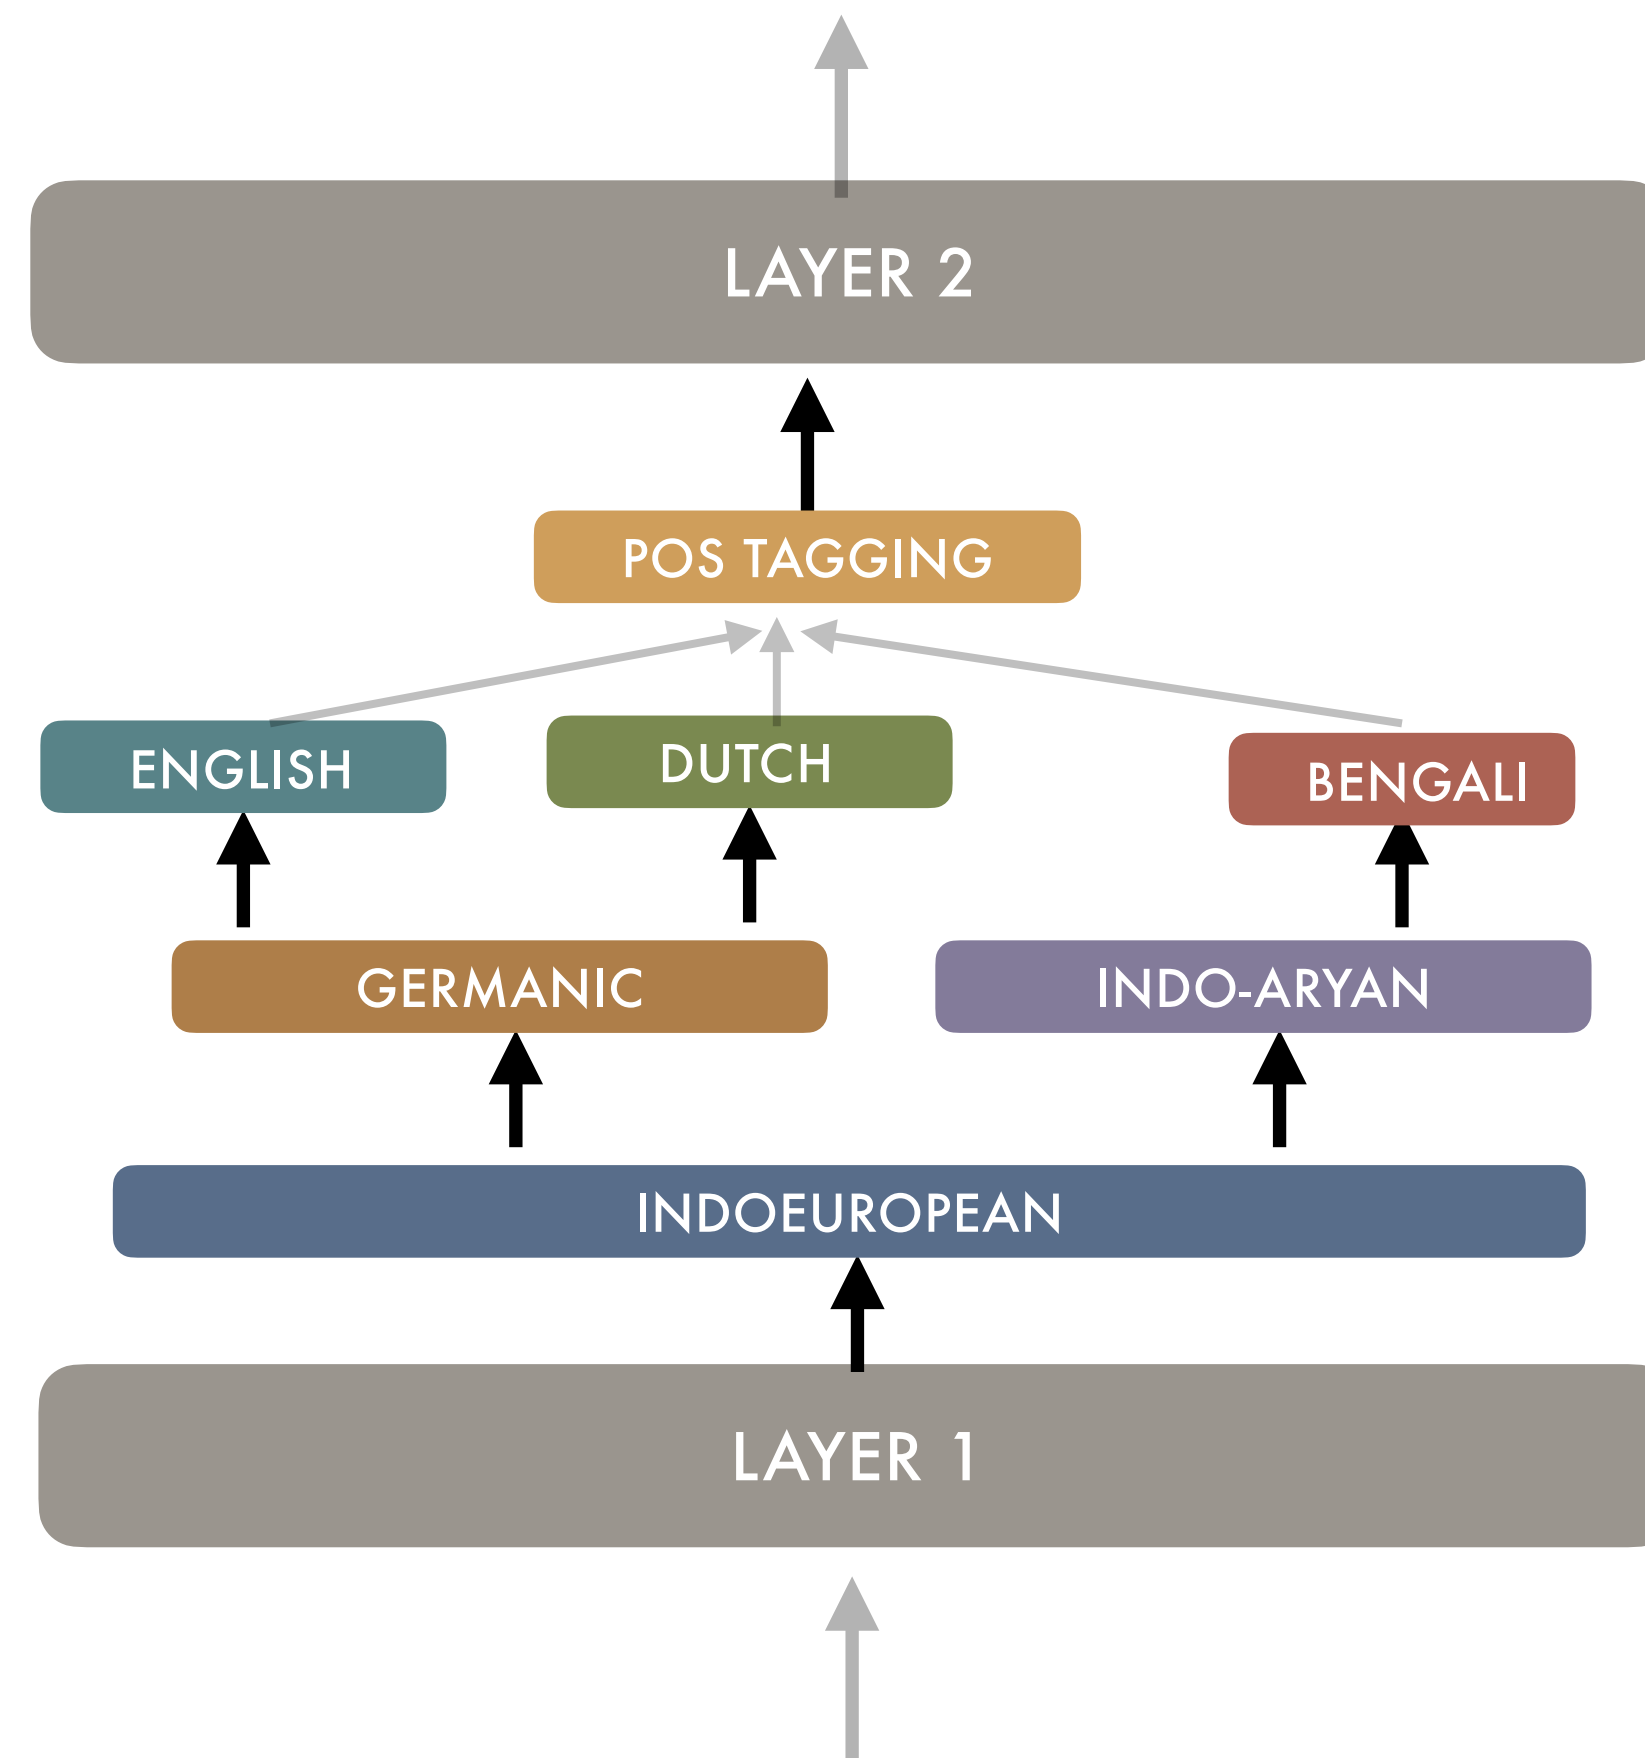 LAYER 2
POS TAGGING
ENGLISH
DUTCH
BENGALI
GERMANIC
INDO-ARYAN
INDOEUROPEAN
LAYER 1